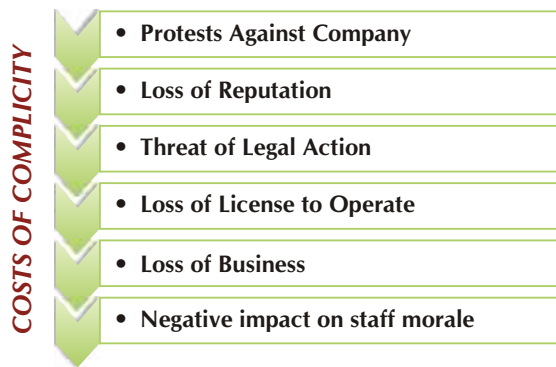 COSTS OF COMPLICITY
• Protests Against Company
• Loss of Reputation
• Threat of Legal Action
• Loss of License to Operate
• Loss of Business
• Negative impact on staff morale